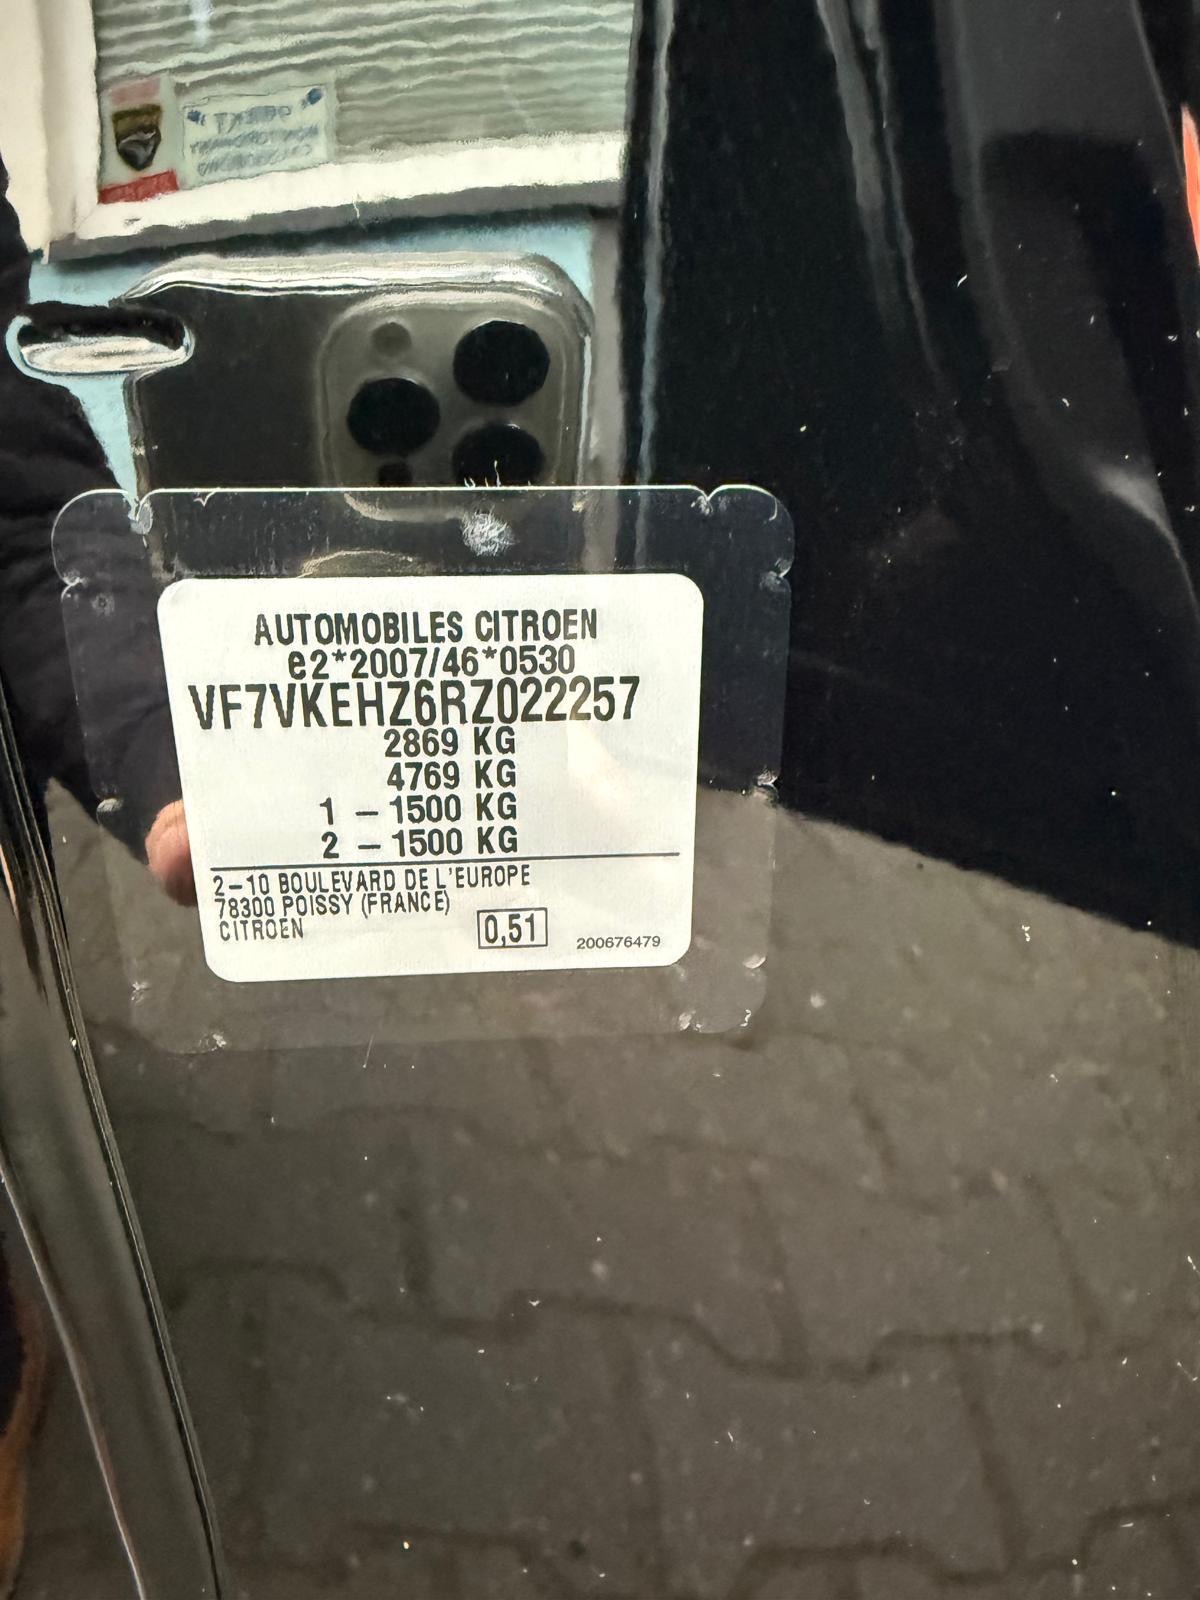 AUTOMOBILES CITROEN
e2*2007/46*0530
VF7VKEHZ6RZ022257
2869 KG
4769 KG
1 – 1500 KG
2 – 1500 KG
2–10 BOULEVARD DE L'EUROPE
78300 POISSY (FRANCE)
CITROEN
0,51
200676479